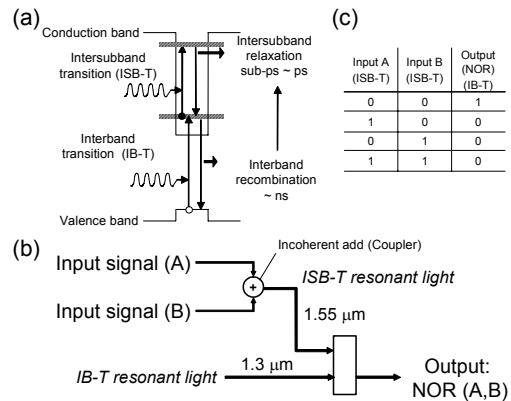 (a)
Conduction band
Intersubband
transition (ISB-T)
Intersubband
relaxation
sub-ps ~ ps
Interband
transition (IB-T)
Interband
recombination
~ ns
Valence band
(c)
Input A
(ISB-T)
Input B
(ISB-T)
Output
(NOR)
(IB-T)
0 0 1
1 0 0
0 1 0
1 1 0
(b)
Incoherent add (Coupler)
Input signal (A)
+
ISB-T resonant light
Input signal (B)
1.55 μm
1.3 μm
IB-T resonant light
Output:
NOR (A,B)